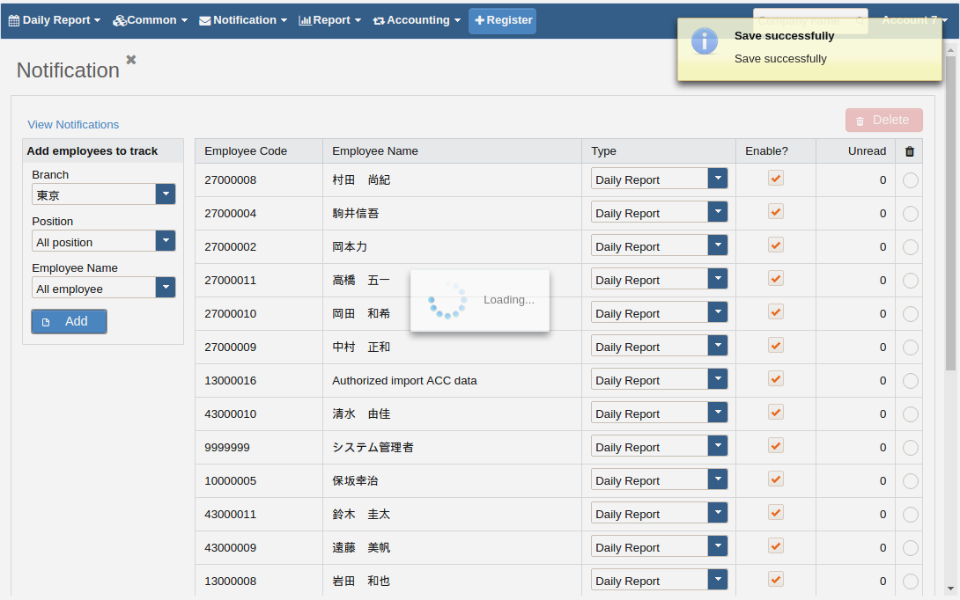 Daily Report Common Notification Report Accounting Register Account 7
Save successfully
Save successfully
Notification
View Notifications
Delete
Add employees to track
Branch
東京
Position
All position
Employee Name
All employee
Add
Employee Code Employee Name Type Enable? Unread
27000008 村田 尚紀 Daily Report 0
27000004 駒井信吾 Daily Report 0
27000002 岡本力 Daily Report 0
27000011 高橋 五一 Daily Report 0
27000010 岡田 和希 Daily Report 0
27000009 中村 正和 Daily Report 0
13000016 Authorized import ACC data Daily Report 0
43000010 清水 由佳 Daily Report 0
9999999 システム管理者 Daily Report 0
10000005 保坂幸治 Daily Report 0
43000011 鈴木 圭太 Daily Report 0
43000009 遠藤 美帆 Daily Report 0
13000008 岩田 和也 Daily Report 0
Loading...